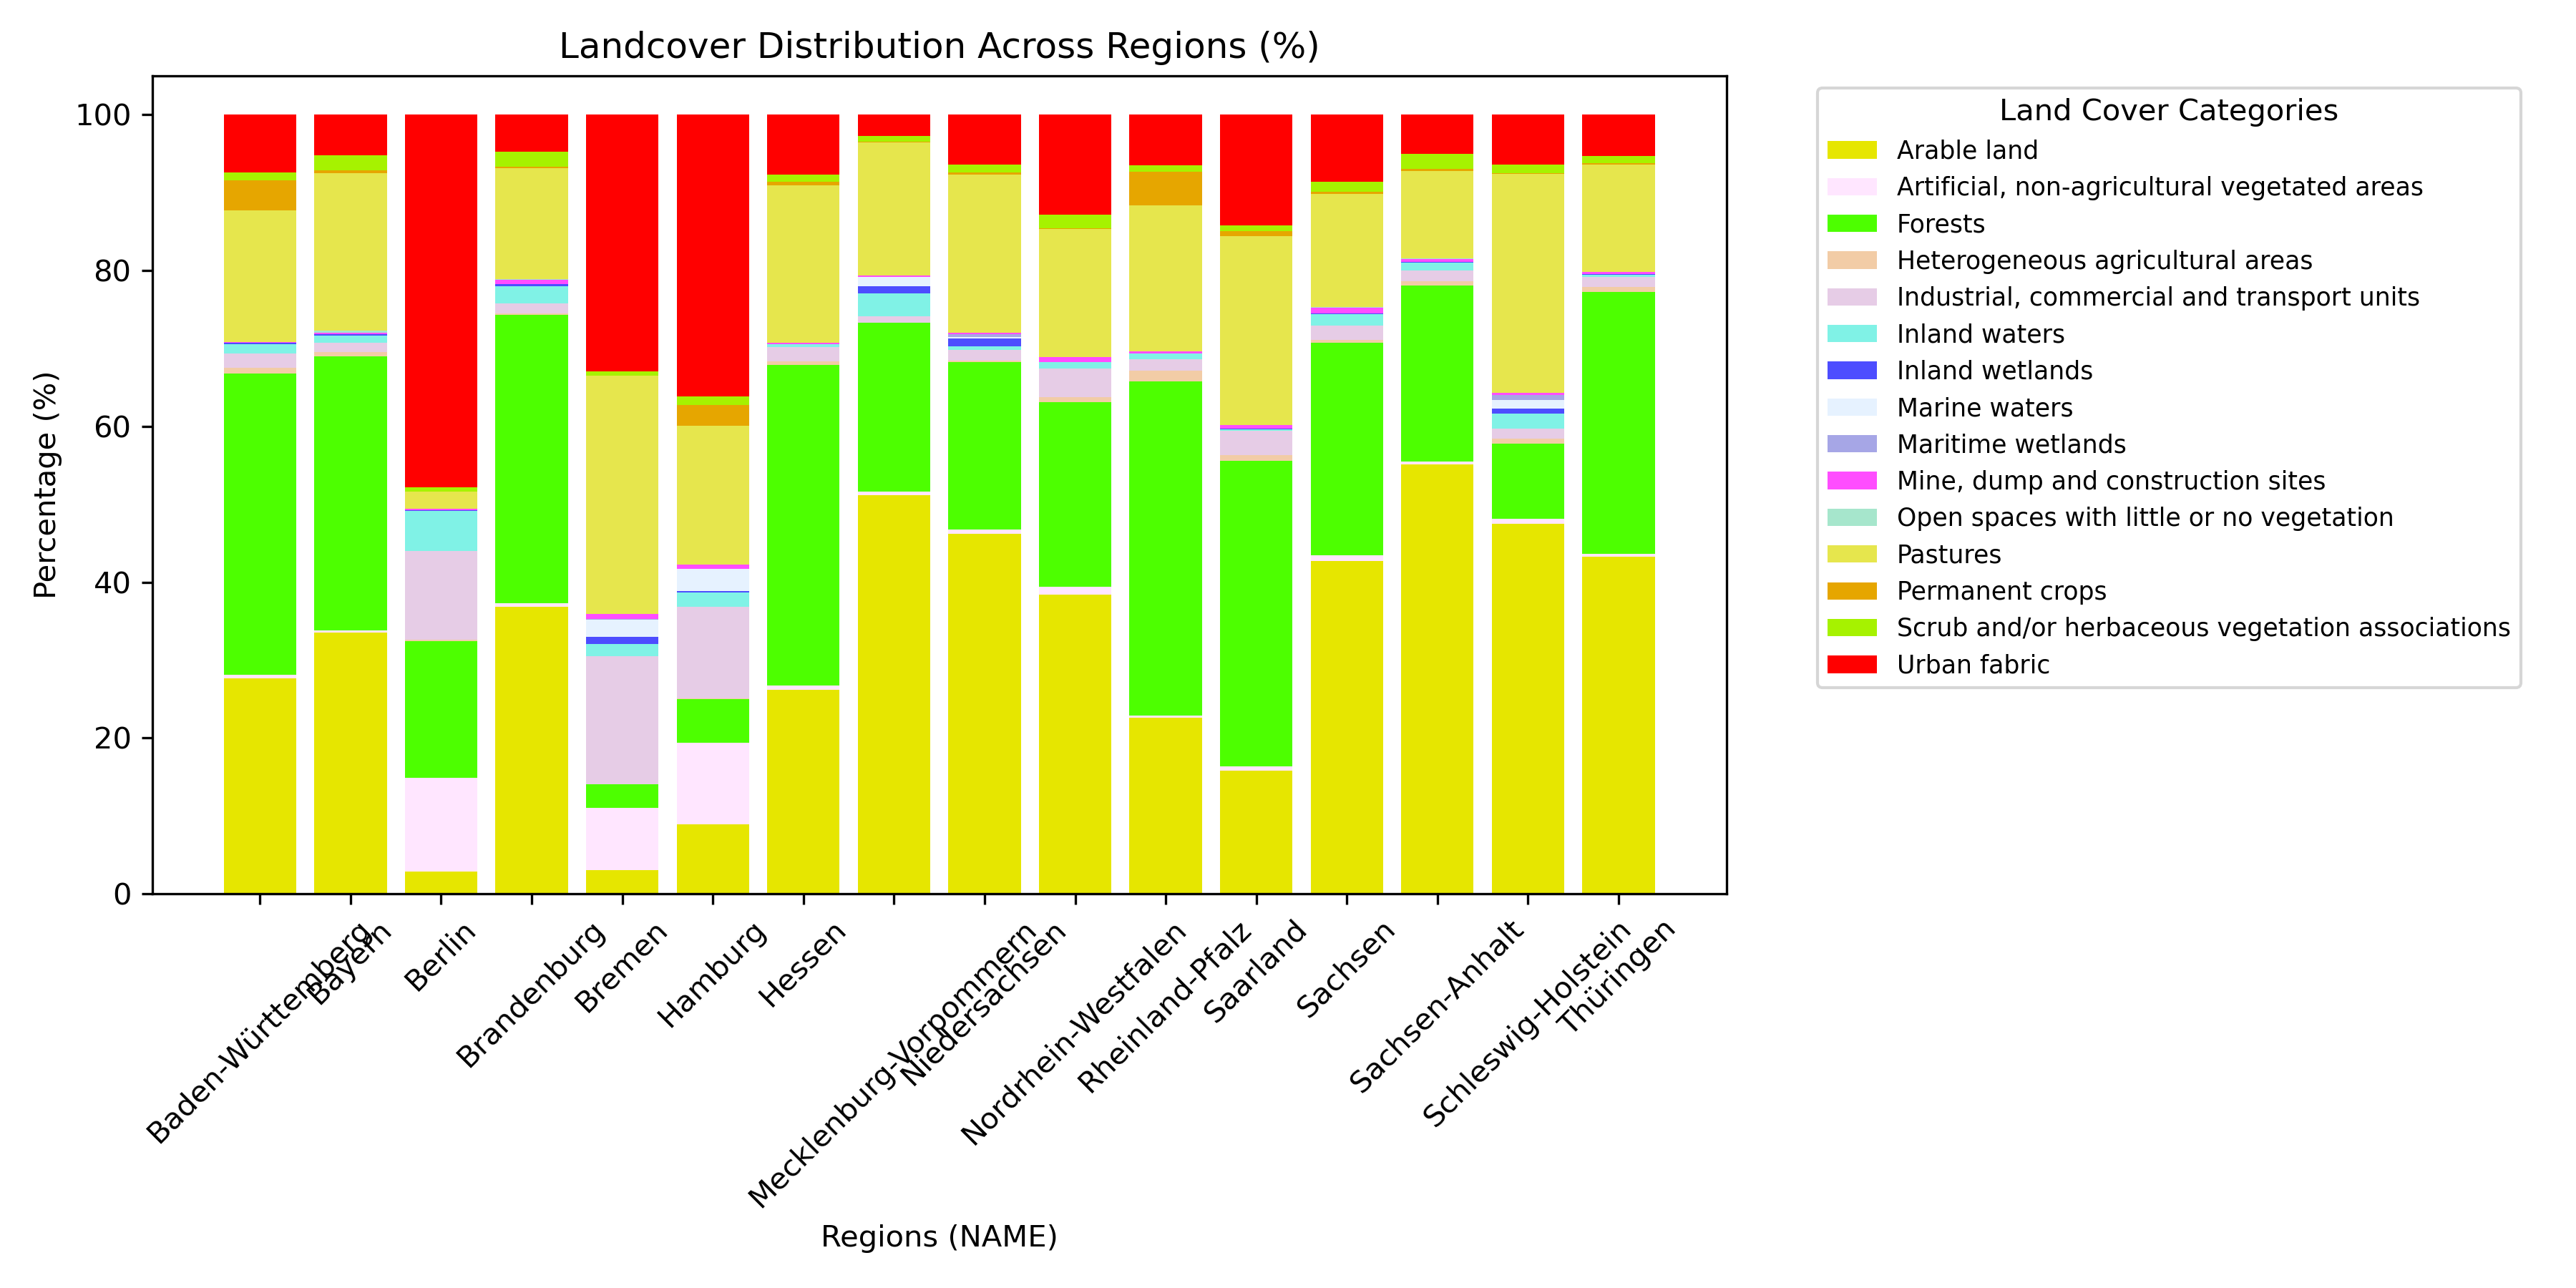 Landcover Distribution Across Regions (%)
Percentage (%)
100
80
60
40
20
0
Baden-Württemberg
Bayern
Berlin
Brandenburg
Bremen
Hamburg
Hessen
Mecklenburg-Vorpommern
Niedersachsen
Nordrhein-Westfalen
Rheinland-Pfalz
Saarland
Sachsen
Sachsen-Anhalt
Schleswig-Holstein
Thüringen
Regions (NAME)
Land Cover Categories
Arable land
Artificial, non-agricultural vegetated areas
Forests
Heterogeneous agricultural areas
Industrial, commercial and transport units
Inland waters
Inland wetlands
Marine waters
Maritime wetlands
Mine, dump and construction sites
Open spaces with little or no vegetation
Pastures
Permanent crops
Scrub and/or herbaceous vegetation associations
Urban fabric